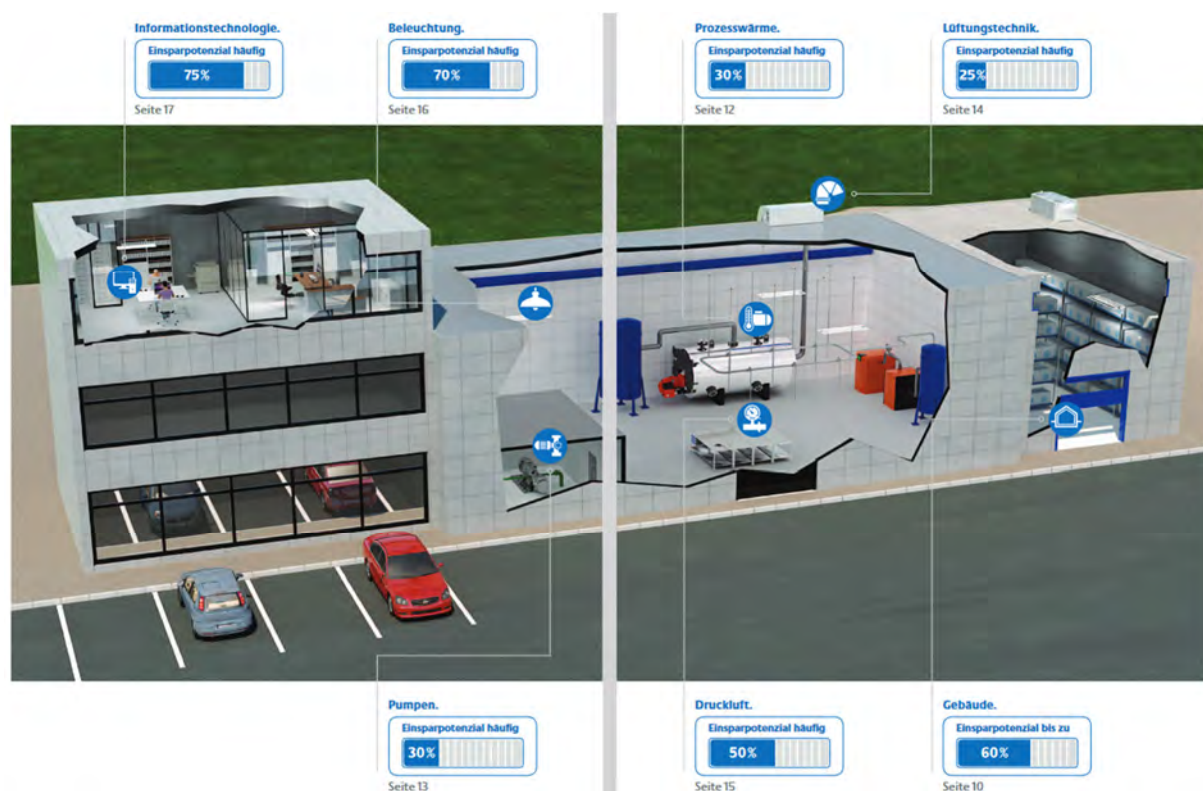 Informationstechnologie.
Einsparpotenzial häufig
75%
Seite 17
Beleuchtung.
Einsparpotenzial häufig
70%
Seite 16
Prozesswärme.
Einsparpotenzial häufig
30%
Seite 12
Lüftungstechnik.
Einsparpotenzial häufig
25%
Seite 14
Pumpen.
Einsparpotenzial häufig
30%
Seite 13
Druckluft.
Einsparpotenzial häufig
50%
Seite 15
Gebäude.
Einsparpotenzial bis zu
60%
Seite 10